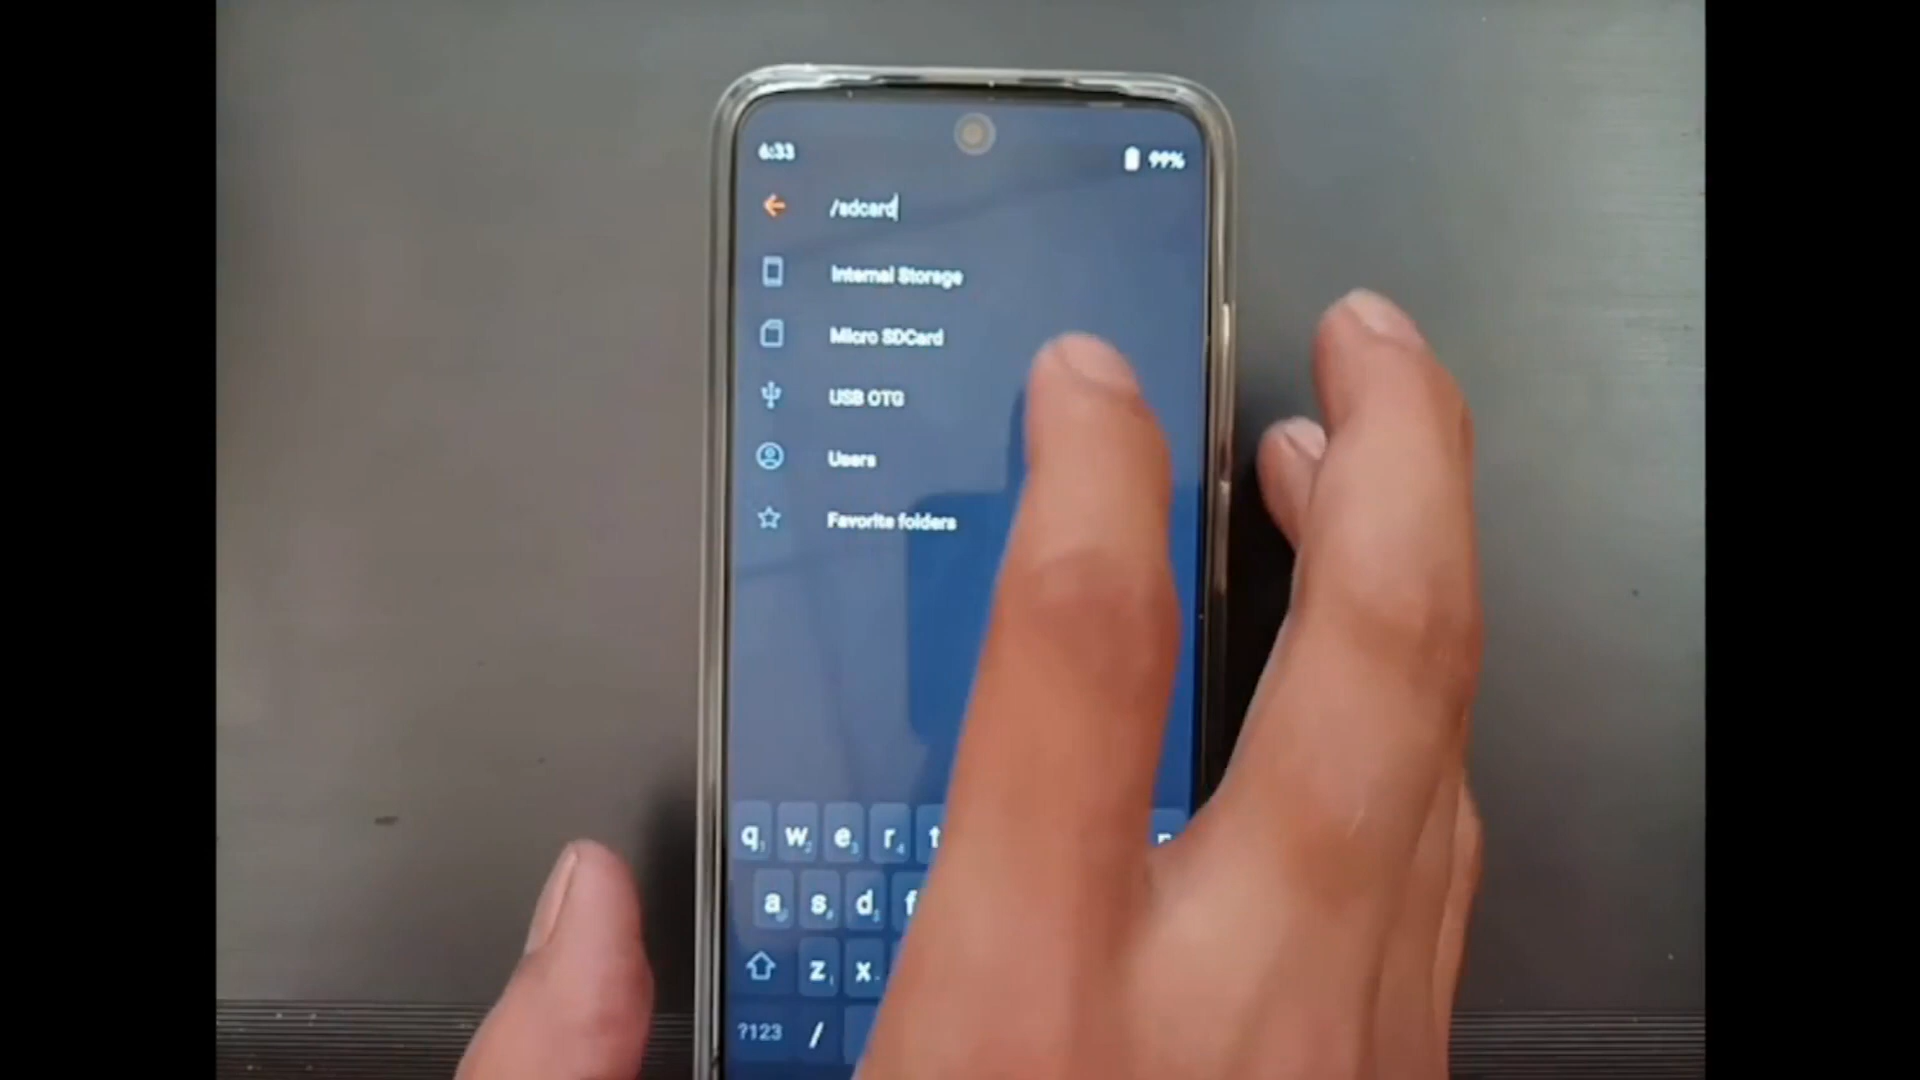 6:33 99%
/sdcard
Internal Storage
Micro SDCard
USB OTG
Users
Favorite folders
q w e r t
a s d f
z x
?123 /